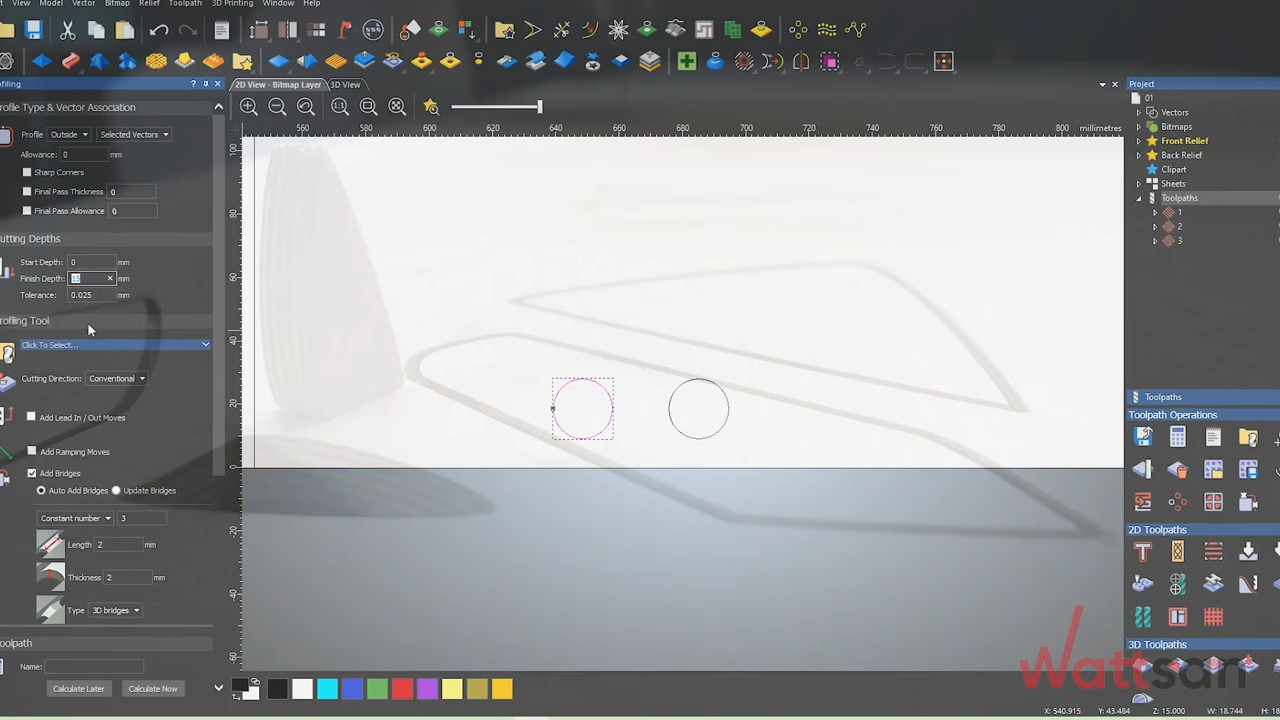 View Model Vector Bitmap Relief Toolpath 3D Printing Window Help
2D View - Bitmap Layer 3D View
Project
01
Vectors
Bitmaps
Front Relief
Back Relief
Clipart
Sheets
Toolpaths
1
2
3
ofile Type & Vector Association
Profile Outside Selected Vectors
Allowance: 0 mm
Sharp Corners
Final Pass Thickness 0
Final Pass Allowance 0
utting Depths
Start Depth: 0 mm
Finish Depth: 15 mm
Tolerance: 0.025 mm
rofiling Tool
Click To Select...
Cutting Direction: Conventional
Add Lead In / Out Moves
Add Ramping Moves
Add Bridges
Auto Add Bridges Update Bridges
Constant number 3
Length 2 mm
Thickness 2 mm
Type 3D bridges
oolpath
Name:
Calculate Later Calculate Now
560 580 600 620 640 660 680 700 720 740 760 780 800 millimetres
100
80
60
40
20
0
-20
-40
-60
Toolpaths
Toolpath Operations
2D Toolpaths
3D Toolpaths
Wattsan
X: 540.915 Y: 43.484 Z: 15.000 W: 18.744 H: 18